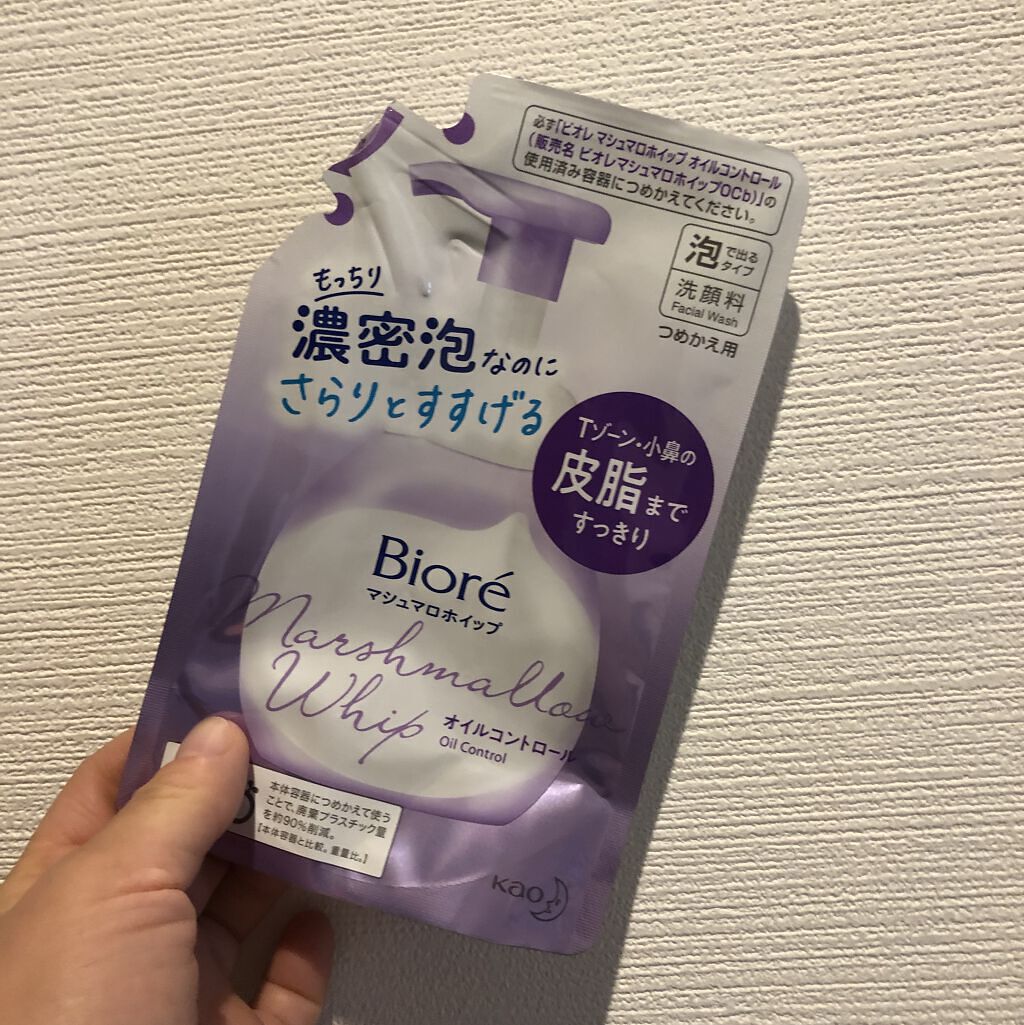 必ず「ビオレ マシュマロホイップ オイルコントロール
(販売名 ビオレマシュマロホイップOCb)」の
使用済み容器につめかえてください。
泡で出る
タイプ
洗顔料
Facial Wash
つめかえ用
もっちり
濃密泡なのに
さらりとすすげる
Tゾーン・小鼻の
皮脂まで
すっきり
Bioré
マシュマロホイップ
Marshmallow
Whip
オイルコントロール
Oil Control
本体容器につめかえて使う
ことで、廃棄プラスチック量
を約90%削減。
【本体容器と比較。重量比。】
Kao